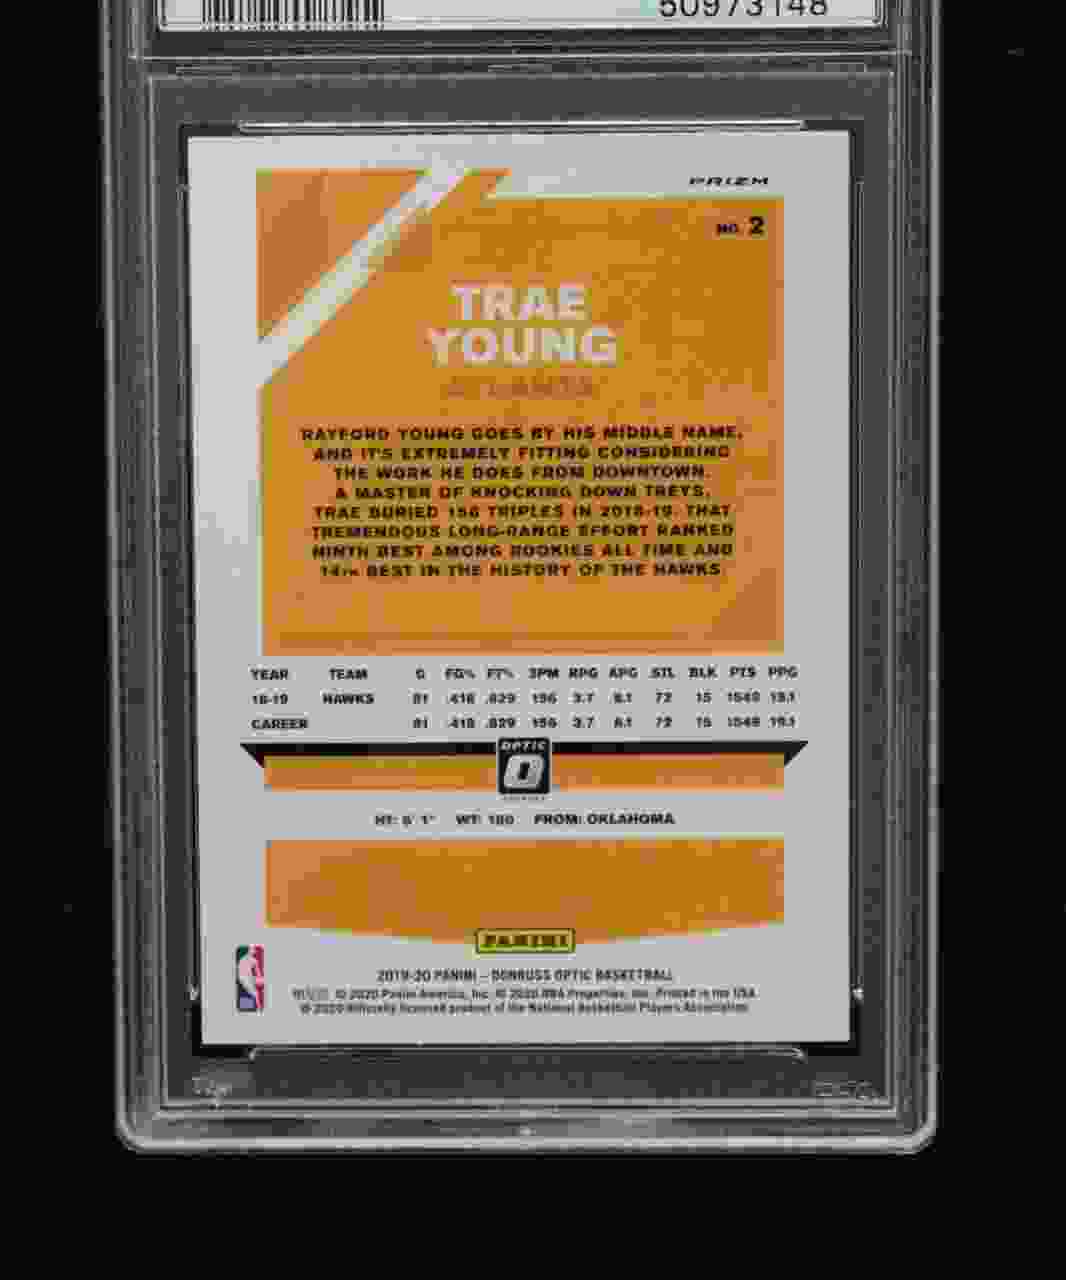 50973148
PRIZM
NO. 2
TRAE
YOUNG
ATLANTA
RAYFORD YOUNG GOES BY HIS MIDDLE NAME,
AND IT'S EXTREMELY FITTING CONSIDERING
THE WORK HE DOES FROM DOWNTOWN.
A MASTER OF KNOCKING DOWN TREYS,
TRAE BURIED 156 TRIPLES IN 2018-19. THAT
TREMENDOUS LONG-RANGE EFFORT RANKED
NINTH BEST AMONG ROOKIES ALL TIME AND
14TH BEST IN THE HISTORY OF THE HAWKS.
YEAR TEAM G FG% FT% 3PM RPG APG STL BLK PTS PPG
18-19 HAWKS 81 .418 .829 156 3.7 8.1 72 15 1549 19.1
CAREER 81 .418 .829 156 3.7 8.1 72 15 1549 19.1
OPTIC
HT: 6' 1" WT: 180 FROM: OKLAHOMA
PANINI
2019-20 PANINI – DONRUSS OPTIC BASKETBALL
© 2020 Panini America, Inc. © 2020 NBA Properties, Inc. Printed in the USA.
© 2020 Officially licensed product of the National Basketball Players Association